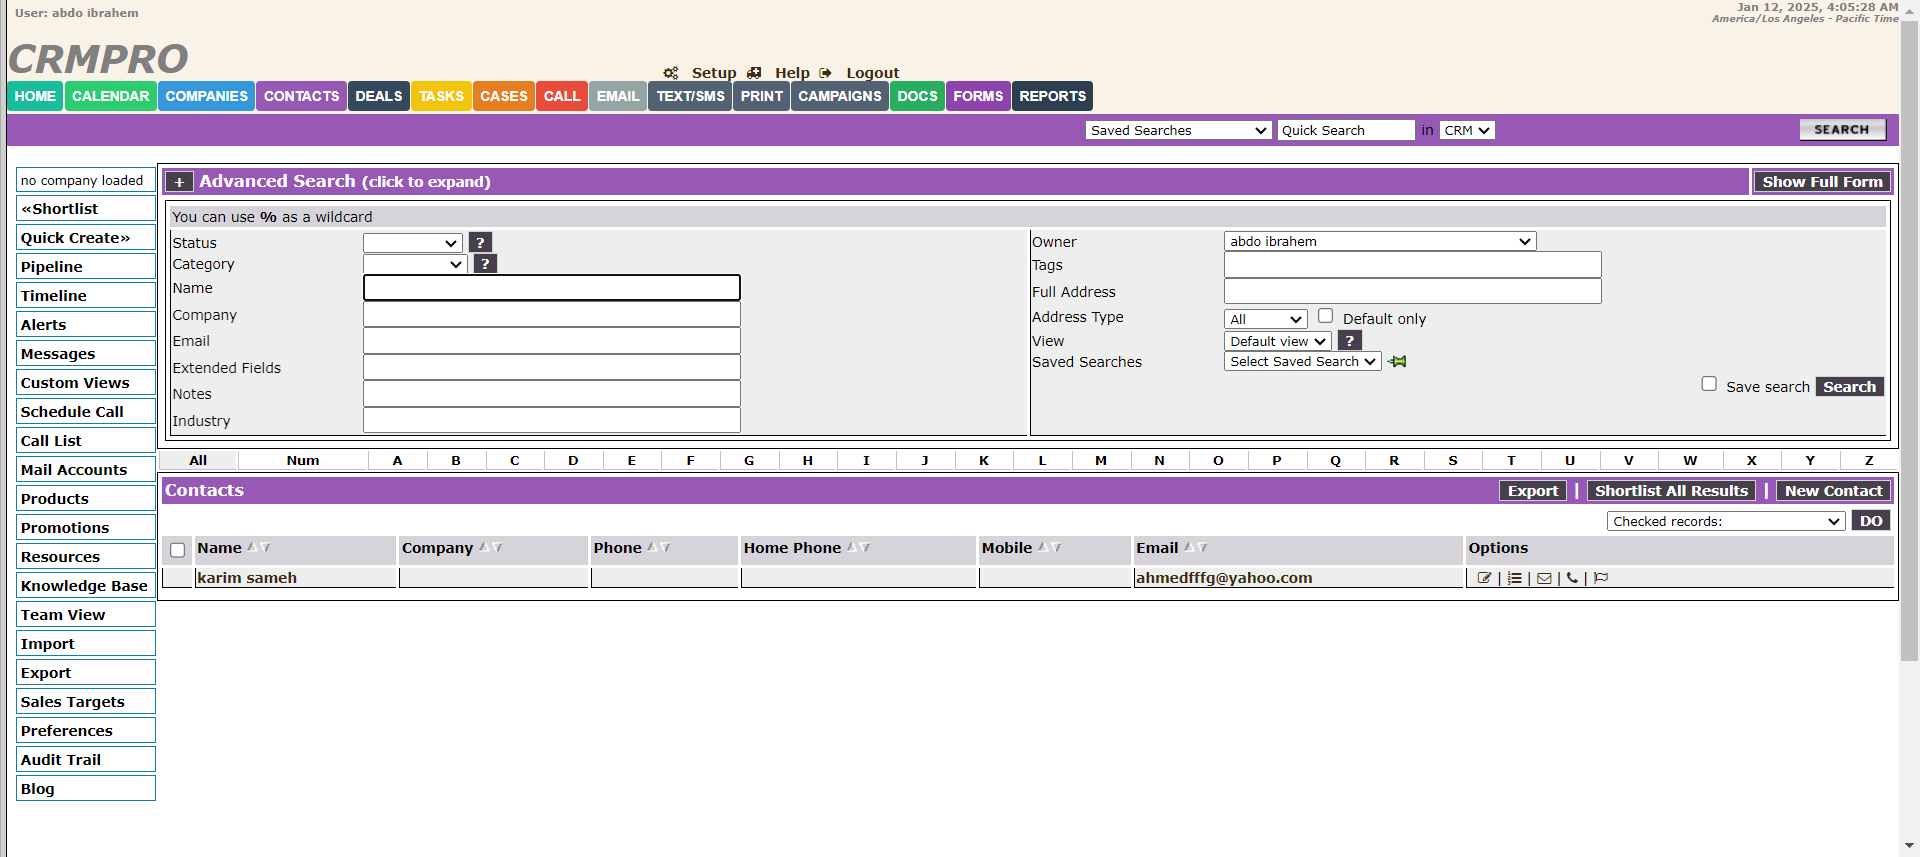 User: abdo ibrahem
Jan 12, 2025, 4:05:28 AM
America/Los Angeles - Pacific Time
CRMPRO
Setup Help Logout
HOME CALENDAR COMPANIES CONTACTS DEALS TASKS CASES CALL EMAIL TEXT/SMS PRINT CAMPAIGNS DOCS FORMS REPORTS
Saved Searches Quick Search in CRM SEARCH
no company loaded
«Shortlist
Quick Create»
Pipeline
Timeline
Alerts
Messages
Custom Views
Schedule Call
Call List
Mail Accounts
Products
Promotions
Resources
Knowledge Base
Team View
Import
Export
Sales Targets
Preferences
Audit Trail
Blog
+ Advanced Search (click to expand) Show Full Form
You can use % as a wildcard
Status ?
Category ?
Name
Company
Email
Extended Fields
Notes
Industry
Owner abdo ibrahem
Tags
Full Address
Address Type All Default only
View Default view ?
Saved Searches Select Saved Search
Save search Search
All Num A B C D E F G H I J K L M N O P Q R S T U V W X Y Z
Contacts Export | Shortlist All Results | New Contact
Checked records: DO
Name Company Phone Home Phone Mobile Email Options
karim sameh ahmedfffg@yahoo.com | | | |